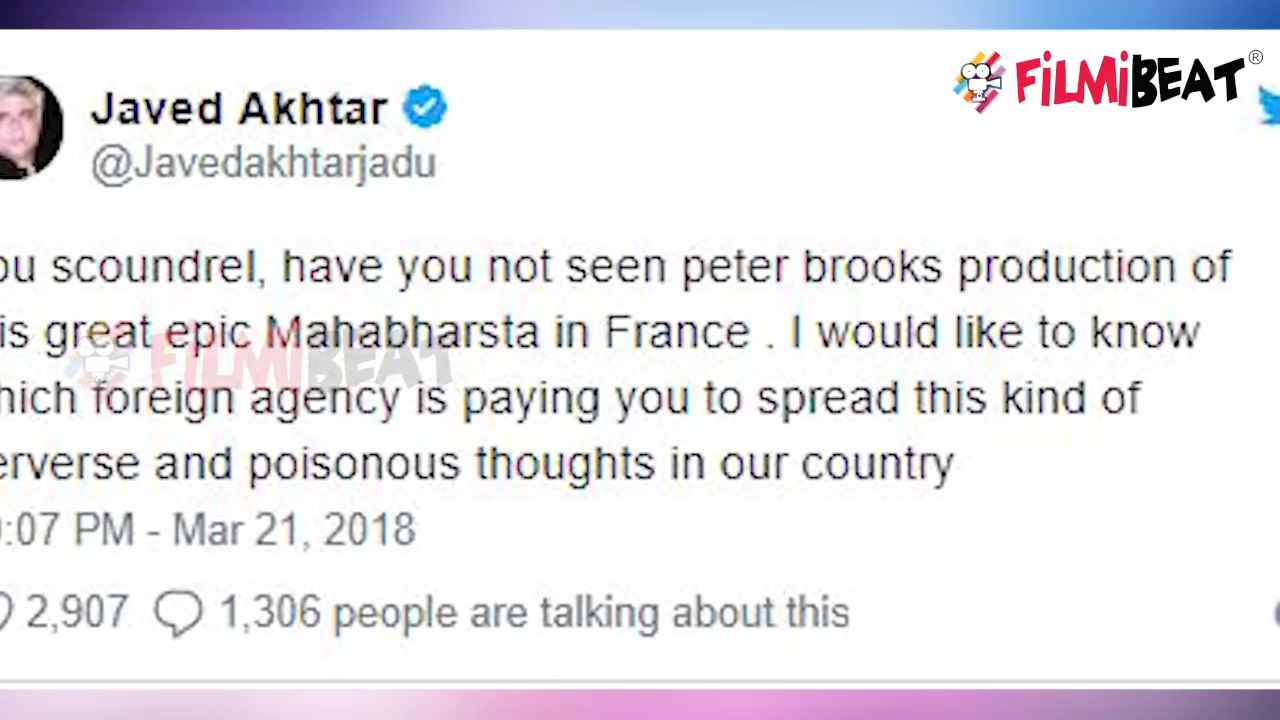 FiLMiBEAT®
Javed Akhtar
@Javedakhtarjadu
ou scoundrel, have you not seen peter brooks production of
is great epic Mahabharsta in France . I would like to know
hich foreign agency is paying you to spread this kind of
erverse and poisonous thoughts in our country
:07 PM - Mar 21, 2018
2,907 1,306 people are talking about this
FiLMiBEAT